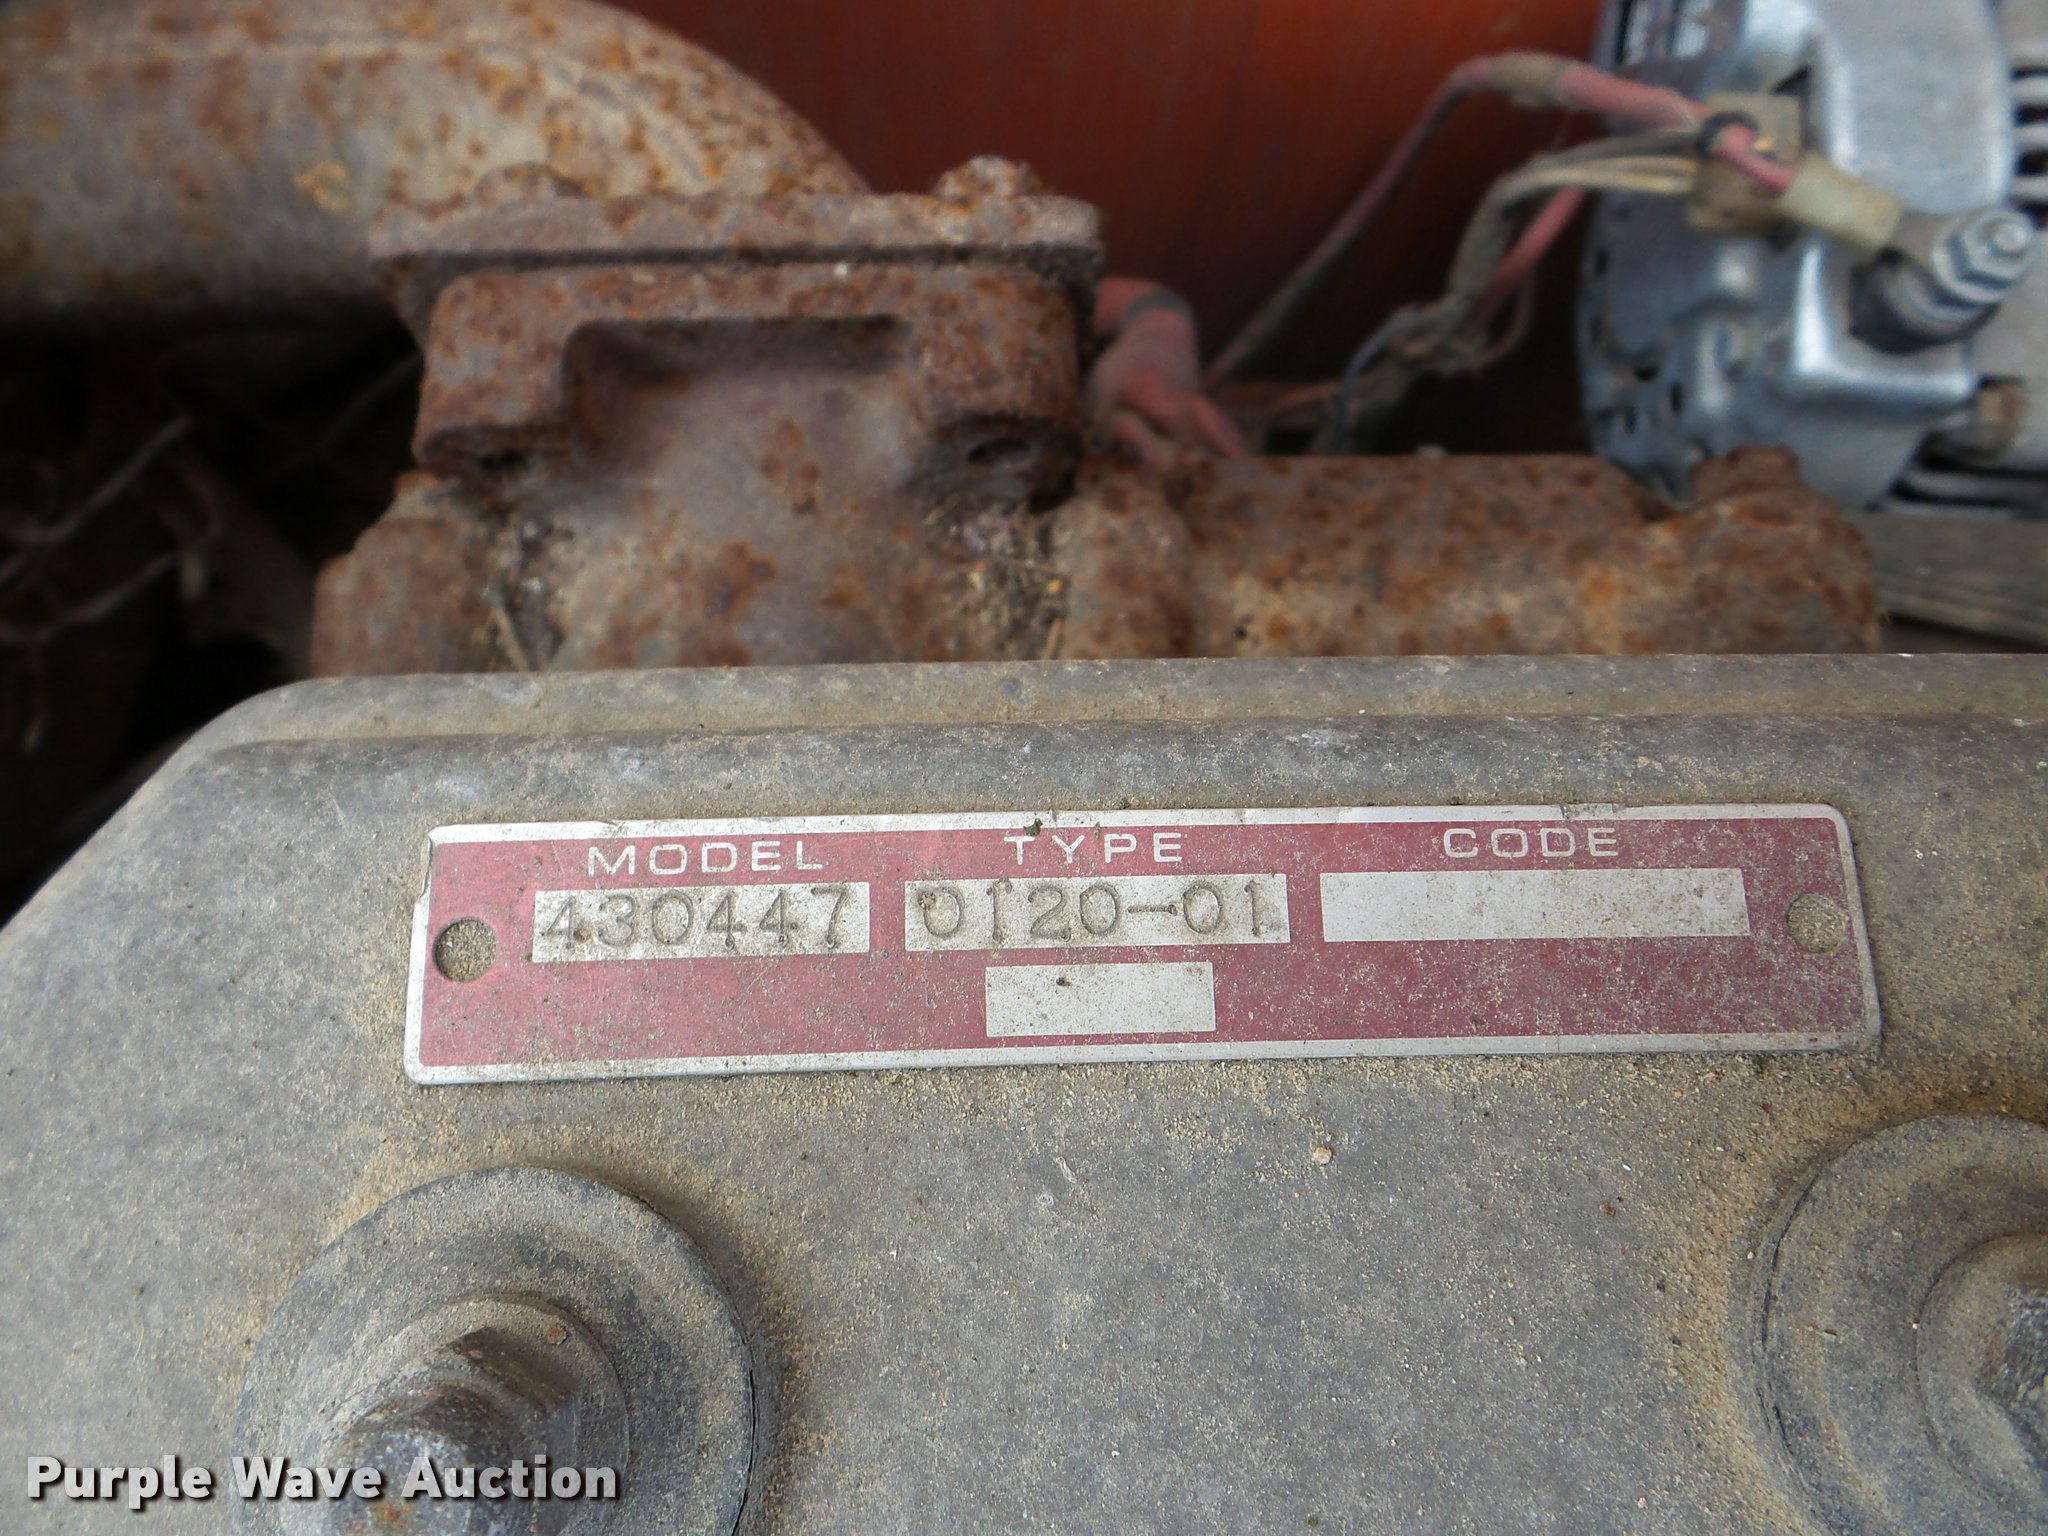 MODEL TYPE CODE
430447 0120-01
Purple Wave Auction